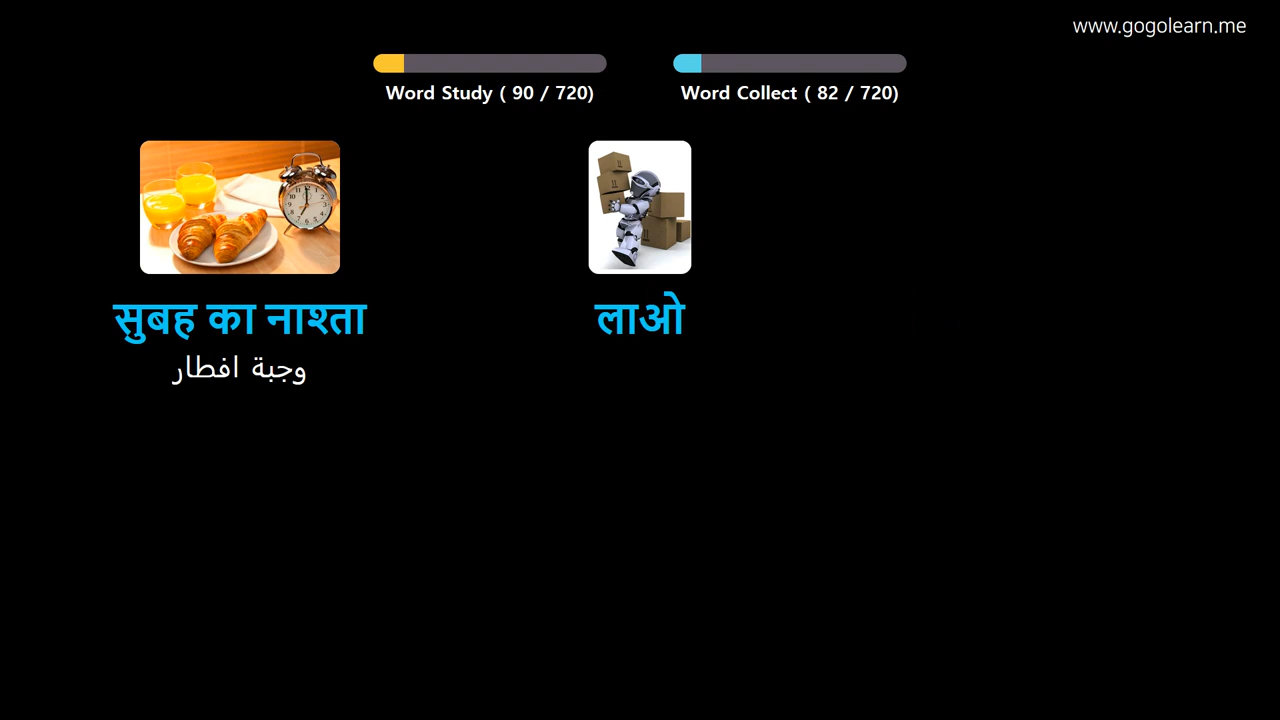 www.gogolearn.me
Word Study ( 90 / 720)
Word Collect ( 82 / 720)
सुबह का नाश्ता
लाओ
وجبة افطار